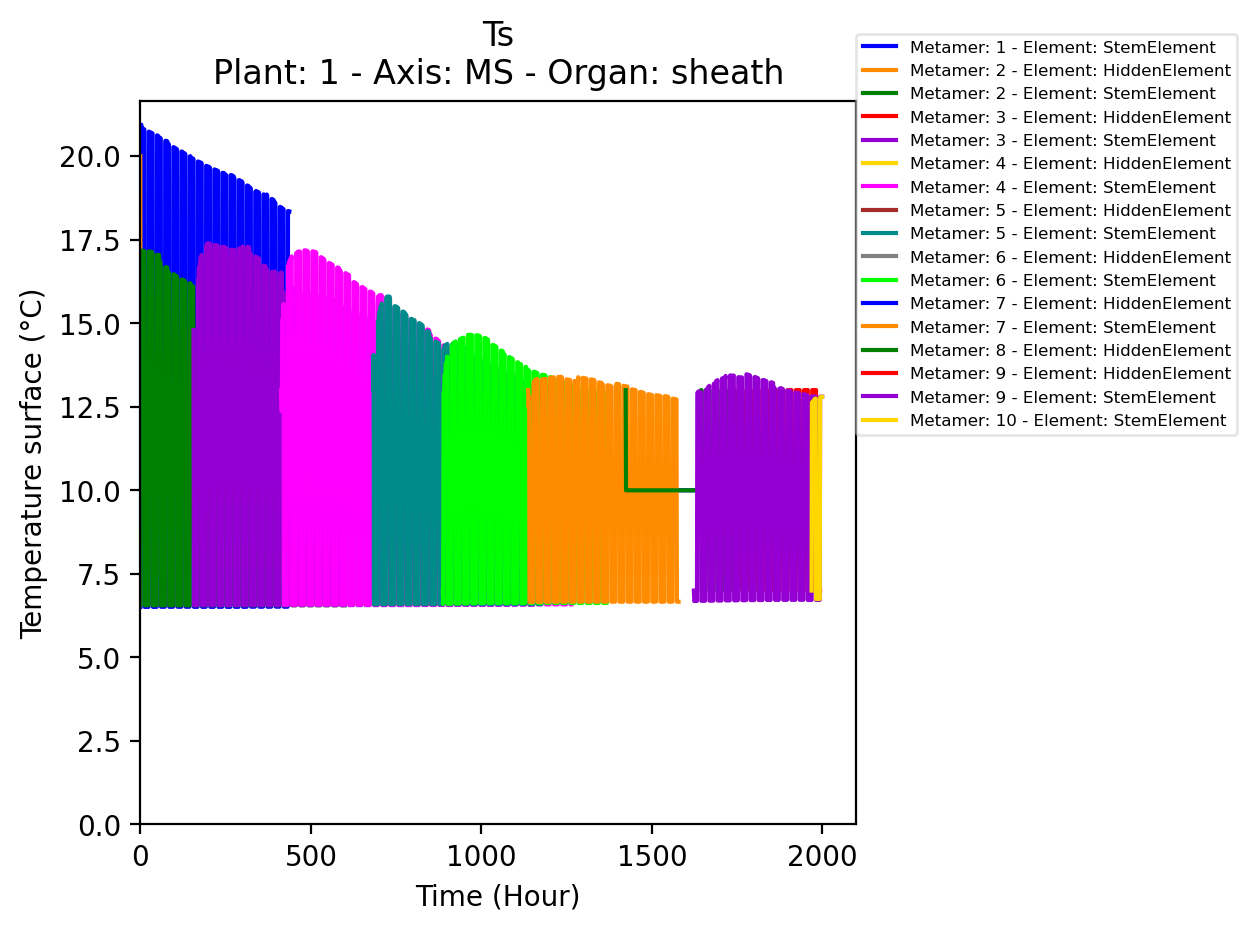 Ts
Plant: 1 - Axis: MS - Organ: sheath
Metamer: 1 - Element: StemElement
Metamer: 2 - Element: HiddenElement
Metamer: 2 - Element: StemElement
Metamer: 3 - Element: HiddenElement
Metamer: 3 - Element: StemElement
Metamer: 4 - Element: HiddenElement
Metamer: 4 - Element: StemElement
Metamer: 5 - Element: HiddenElement
Metamer: 5 - Element: StemElement
Metamer: 6 - Element: HiddenElement
Metamer: 6 - Element: StemElement
Metamer: 7 - Element: HiddenElement
Metamer: 7 - Element: StemElement
Metamer: 8 - Element: HiddenElement
Metamer: 9 - Element: HiddenElement
Metamer: 9 - Element: StemElement
Metamer: 10 - Element: StemElement
Temperature surface (°C)
20.0
17.5
15.0
12.5
10.0
7.5
5.0
2.5
0.0
0 500 1000 1500 2000
Time (Hour)